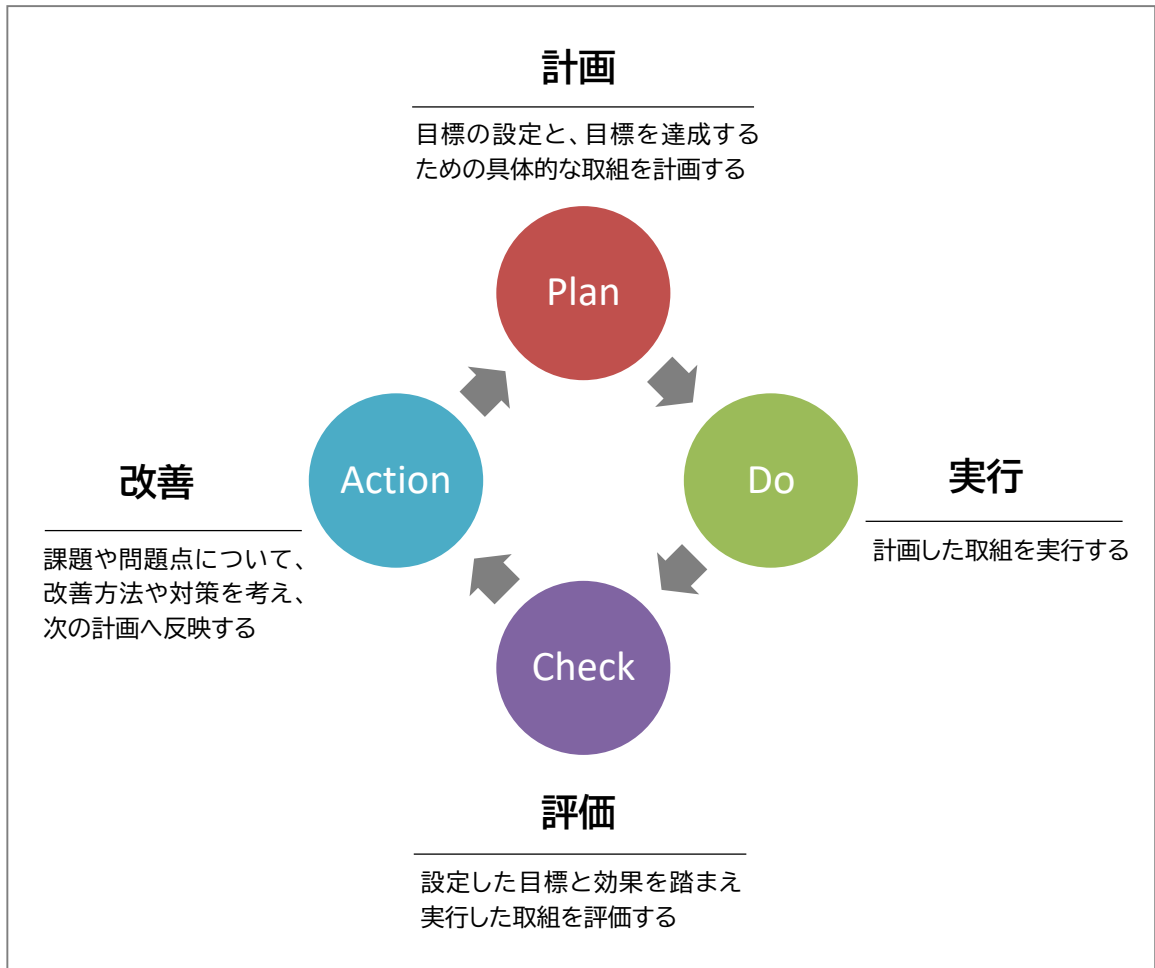 計画
目標の設定と、目標を達成する
ための具体的な取組を計画する
Plan
Do
実行
計画した取組を実行する
Check
評価
設定した目標と効果を踏まえ
実行した取組を評価する
Action
改善
課題や問題点について、
改善方法や対策を考え、
次の計画へ反映する